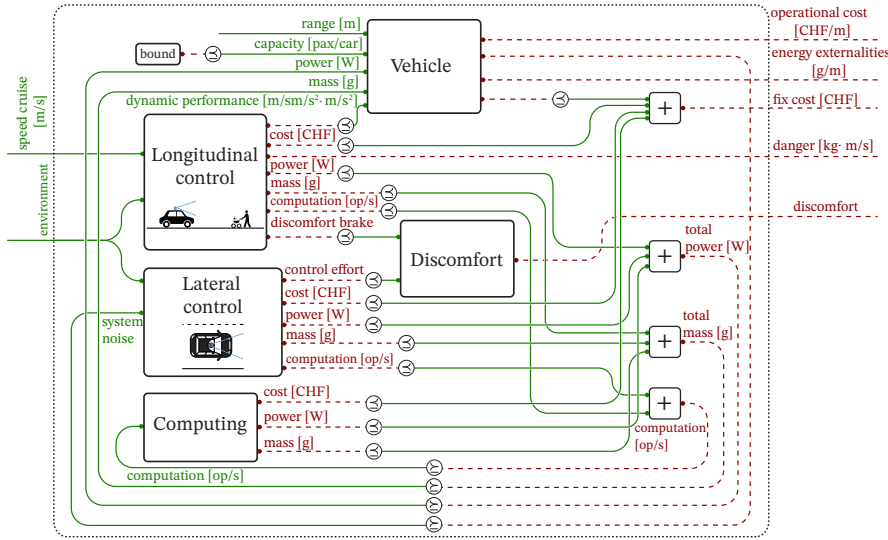 range [m]
operational cost
[CHF/m]
bound
capacity [pax/car]
Vehicle
energy externalities
[g/m]
power [W]
mass [g]
dynamic performance [m/sm/s²· m/s²]
fix cost [CHF]
+
speed cruise
[m/s]
cost [CHF]
Longitudinal
control
danger [kg· m/s]
power [W]
mass [g]
computation [op/s]
environment
discomfort brake
discomfort
Discomfort
total
power [W]
+
Lateral
control
control effort
cost [CHF]
system
noise
power [W]
mass [g]
total
mass [g]
+
computation [op/s]
Computing
cost [CHF]
power [W]
mass [g]
+
computation
[op/s]
computation [op/s]